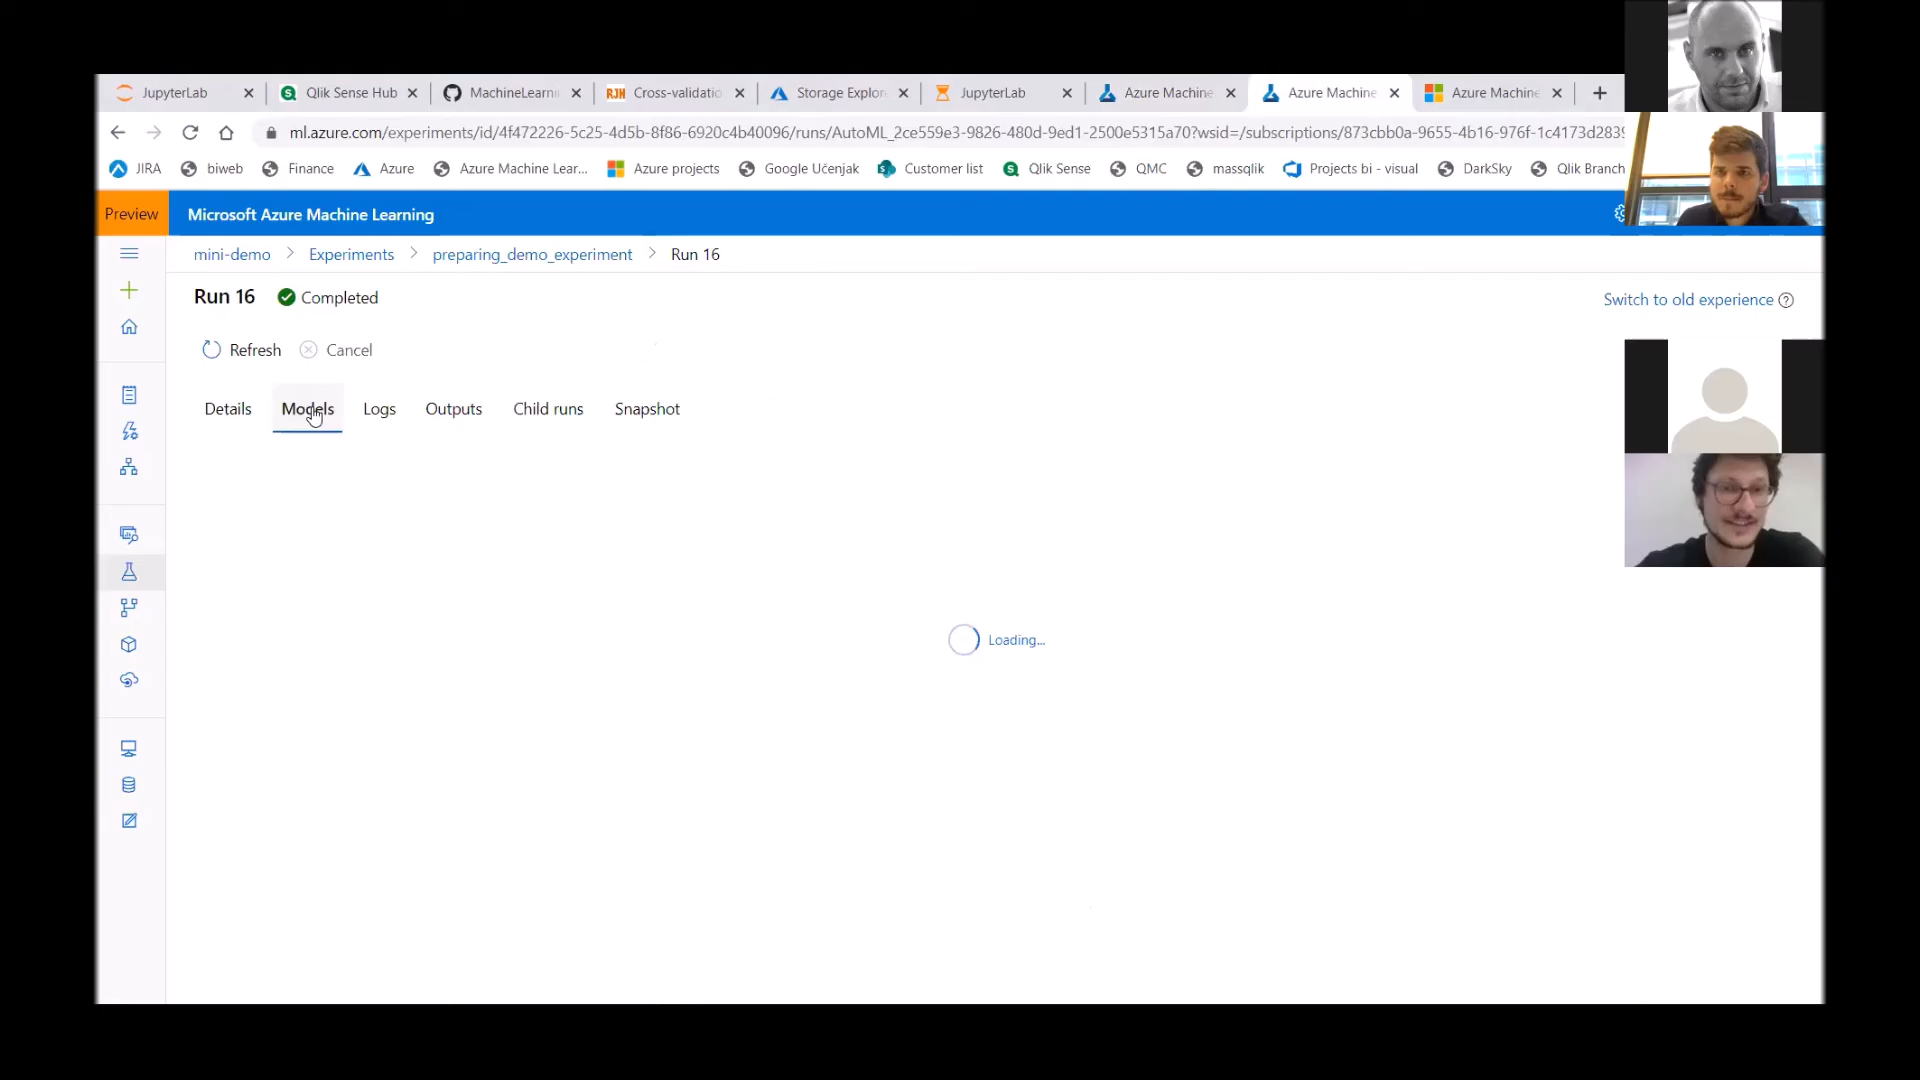 JupyterLab
Qlik Sense Hub
MachineLearni
Cross-validatio
Storage Explor
JupyterLab
Azure Machine
Azure Machine
Azure Machine
ml.azure.com/experiments/id/4f472226-5c25-4d5b-8f86-6920c4b40096/runs/AutoML_2ce559e3-9826-480d-9ed1-2500e5315a70?wsid=/subscriptions/873cbb0a-9655-4b16-976f-1c4173d2839
JIRA
biweb
Finance
Azure
Azure Machine Lear...
Azure projects
Google Učenjak
Customer list
Qlik Sense
QMC
massqlik
Projects bi - visual
DarkSky
Qlik Branch
Preview
Microsoft Azure Machine Learning
mini-demo > Experiments > preparing_demo_experiment > Run 16
Run 16 Completed
Switch to old experience
Refresh Cancel
Details Models Logs Outputs Child runs Snapshot
Loading...